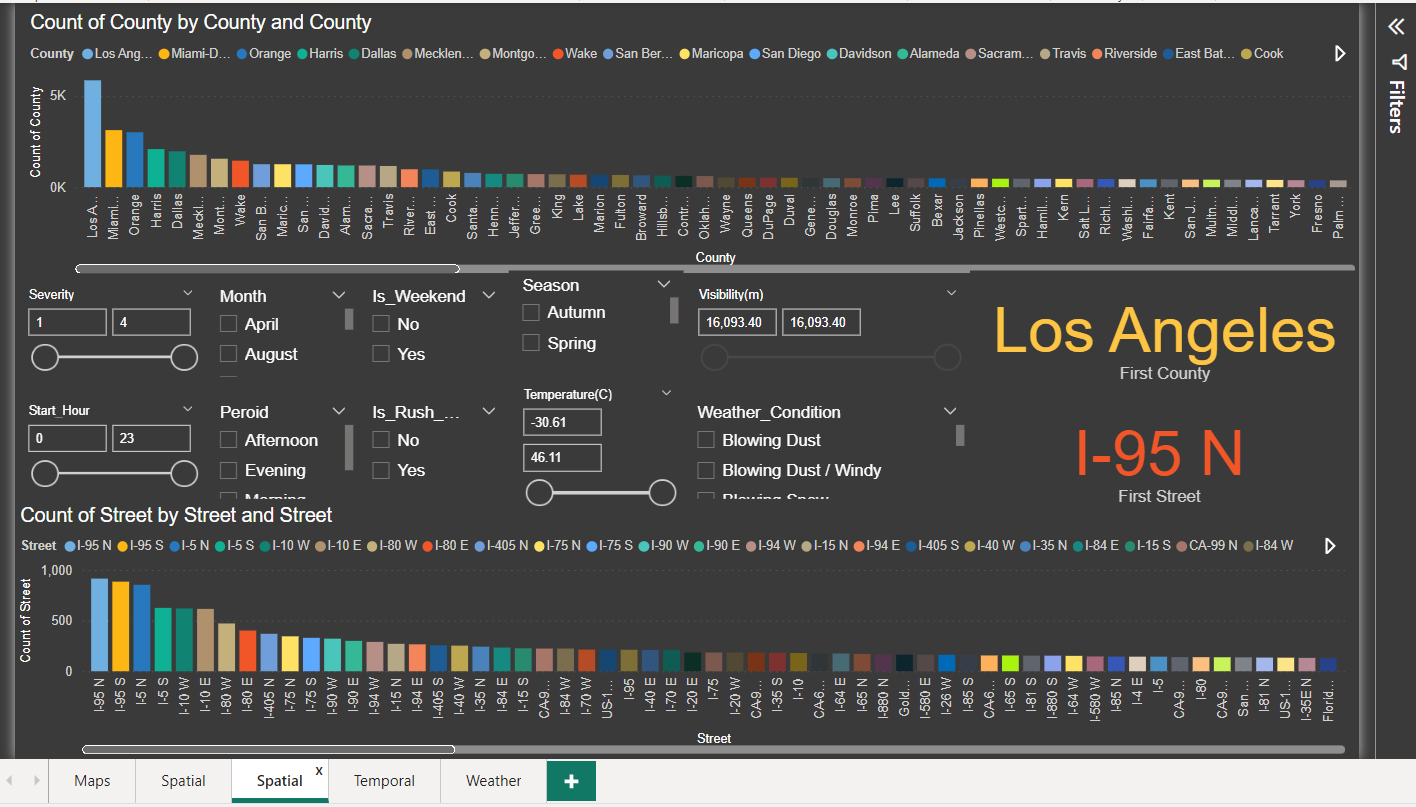 Count of County by County and County
County Los Ang... Miami-D... Orange Harris Dallas Mecklen... Montgo... Wake San Ber... Maricopa San Diego Davidson Alameda Sacram... Travis Riverside East Bat... Cook
Filters
Count of County
5K
0K
Los A...
Miami...
Orange
Harris
Dallas
Meckl...
Mont...
Wake
San B...
Maric...
San ...
David...
Alam...
Sacra...
Travis
River...
East ...
Cook
Santa...
Henn...
Jeffer...
Gree...
King
Lake
Marion
Fulton
Broward
Hillsb...
Contr...
Oklah...
Wayne
Queens
DuPage
Duval
Gene...
Douglas
Monroe
Pima
Lee
Suffolk
Bexar
Jackson
Pinellas
Westc...
Spart...
Hamil...
Kern
Salt L...
Richl...
Washi...
Fairfa...
Kent
San J...
Multn...
Middl...
Lanca...
Tarrant
York
Fresno
Palm ...
County
Severity
1 4
Month
April
August
Is_Weekend
No
Yes
Season
Autumn
Spring
Visibility(m)
16,093.40 16,093.40
Los Angeles
First County
Start_Hour
0 23
Peroid
Afternoon
Evening
Morning
Is_Rush_...
No
Yes
Temperature(C)
-30.61
46.11
Weather_Condition
Blowing Dust
Blowing Dust / Windy
Blowing Snow
I-95 N
First Street
Count of Street by Street and Street
Street I-95 N I-95 S I-5 N I-5 S I-10 W I-10 E I-80 W I-80 E I-405 N I-75 N I-75 S I-90 W I-90 E I-94 W I-15 N I-94 E I-405 S I-40 W I-35 N I-84 E I-15 S CA-99 N I-84 W
Count of Street
1,000
500
0
I-95 N
I-95 S
I-5 N
I-5 S
I-10 W
I-10 E
I-80 W
I-80 E
I-405 N
I-75 N
I-75 S
I-90 W
I-90 E
I-94 W
I-15 N
I-94 E
I-405 S
I-40 W
I-35 N
I-84 E
I-15 S
CA-9...
I-84 W
I-70 W
US-1...
I-95
I-40 E
I-70 E
I-20 E
I-75
I-20 W
CA-9...
I-35 S
I-10
CA-6...
I-64 E
I-65 N
I-880 N
Gold...
I-580 E
I-26 W
I-85 S
CA-6...
I-65 S
I-81 S
I-880 S
I-64 W
I-580 W
I-85 N
I-4 E
I-5
CA-9...
I-80
CA-9...
San ...
I-81 N
US-1...
I-35E N
Florid...
Street
Maps Spatial Spatial x Temporal Weather +